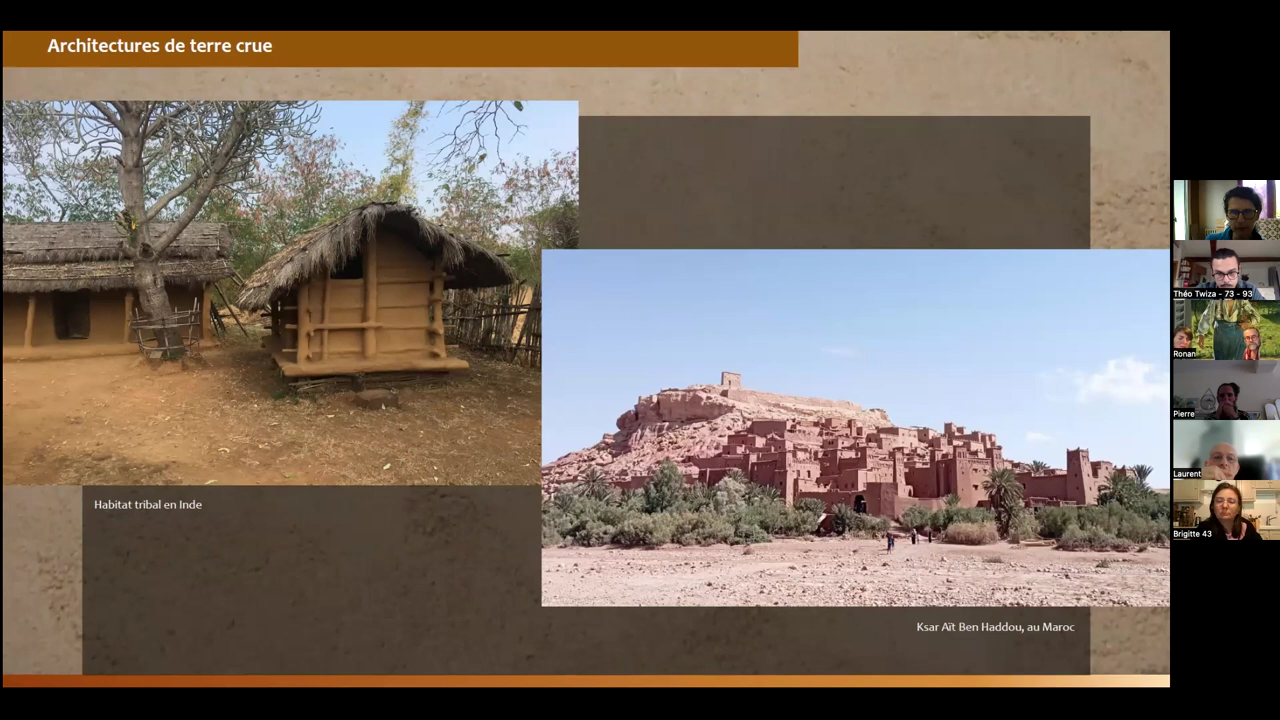 Architectures de terre crue
Habitat tribal en Inde
Ksar Aït Ben Haddou, au Maroc
Théo Twiza - 73 - 93
Ronan
Pierre
Laurent
Brigitte 43